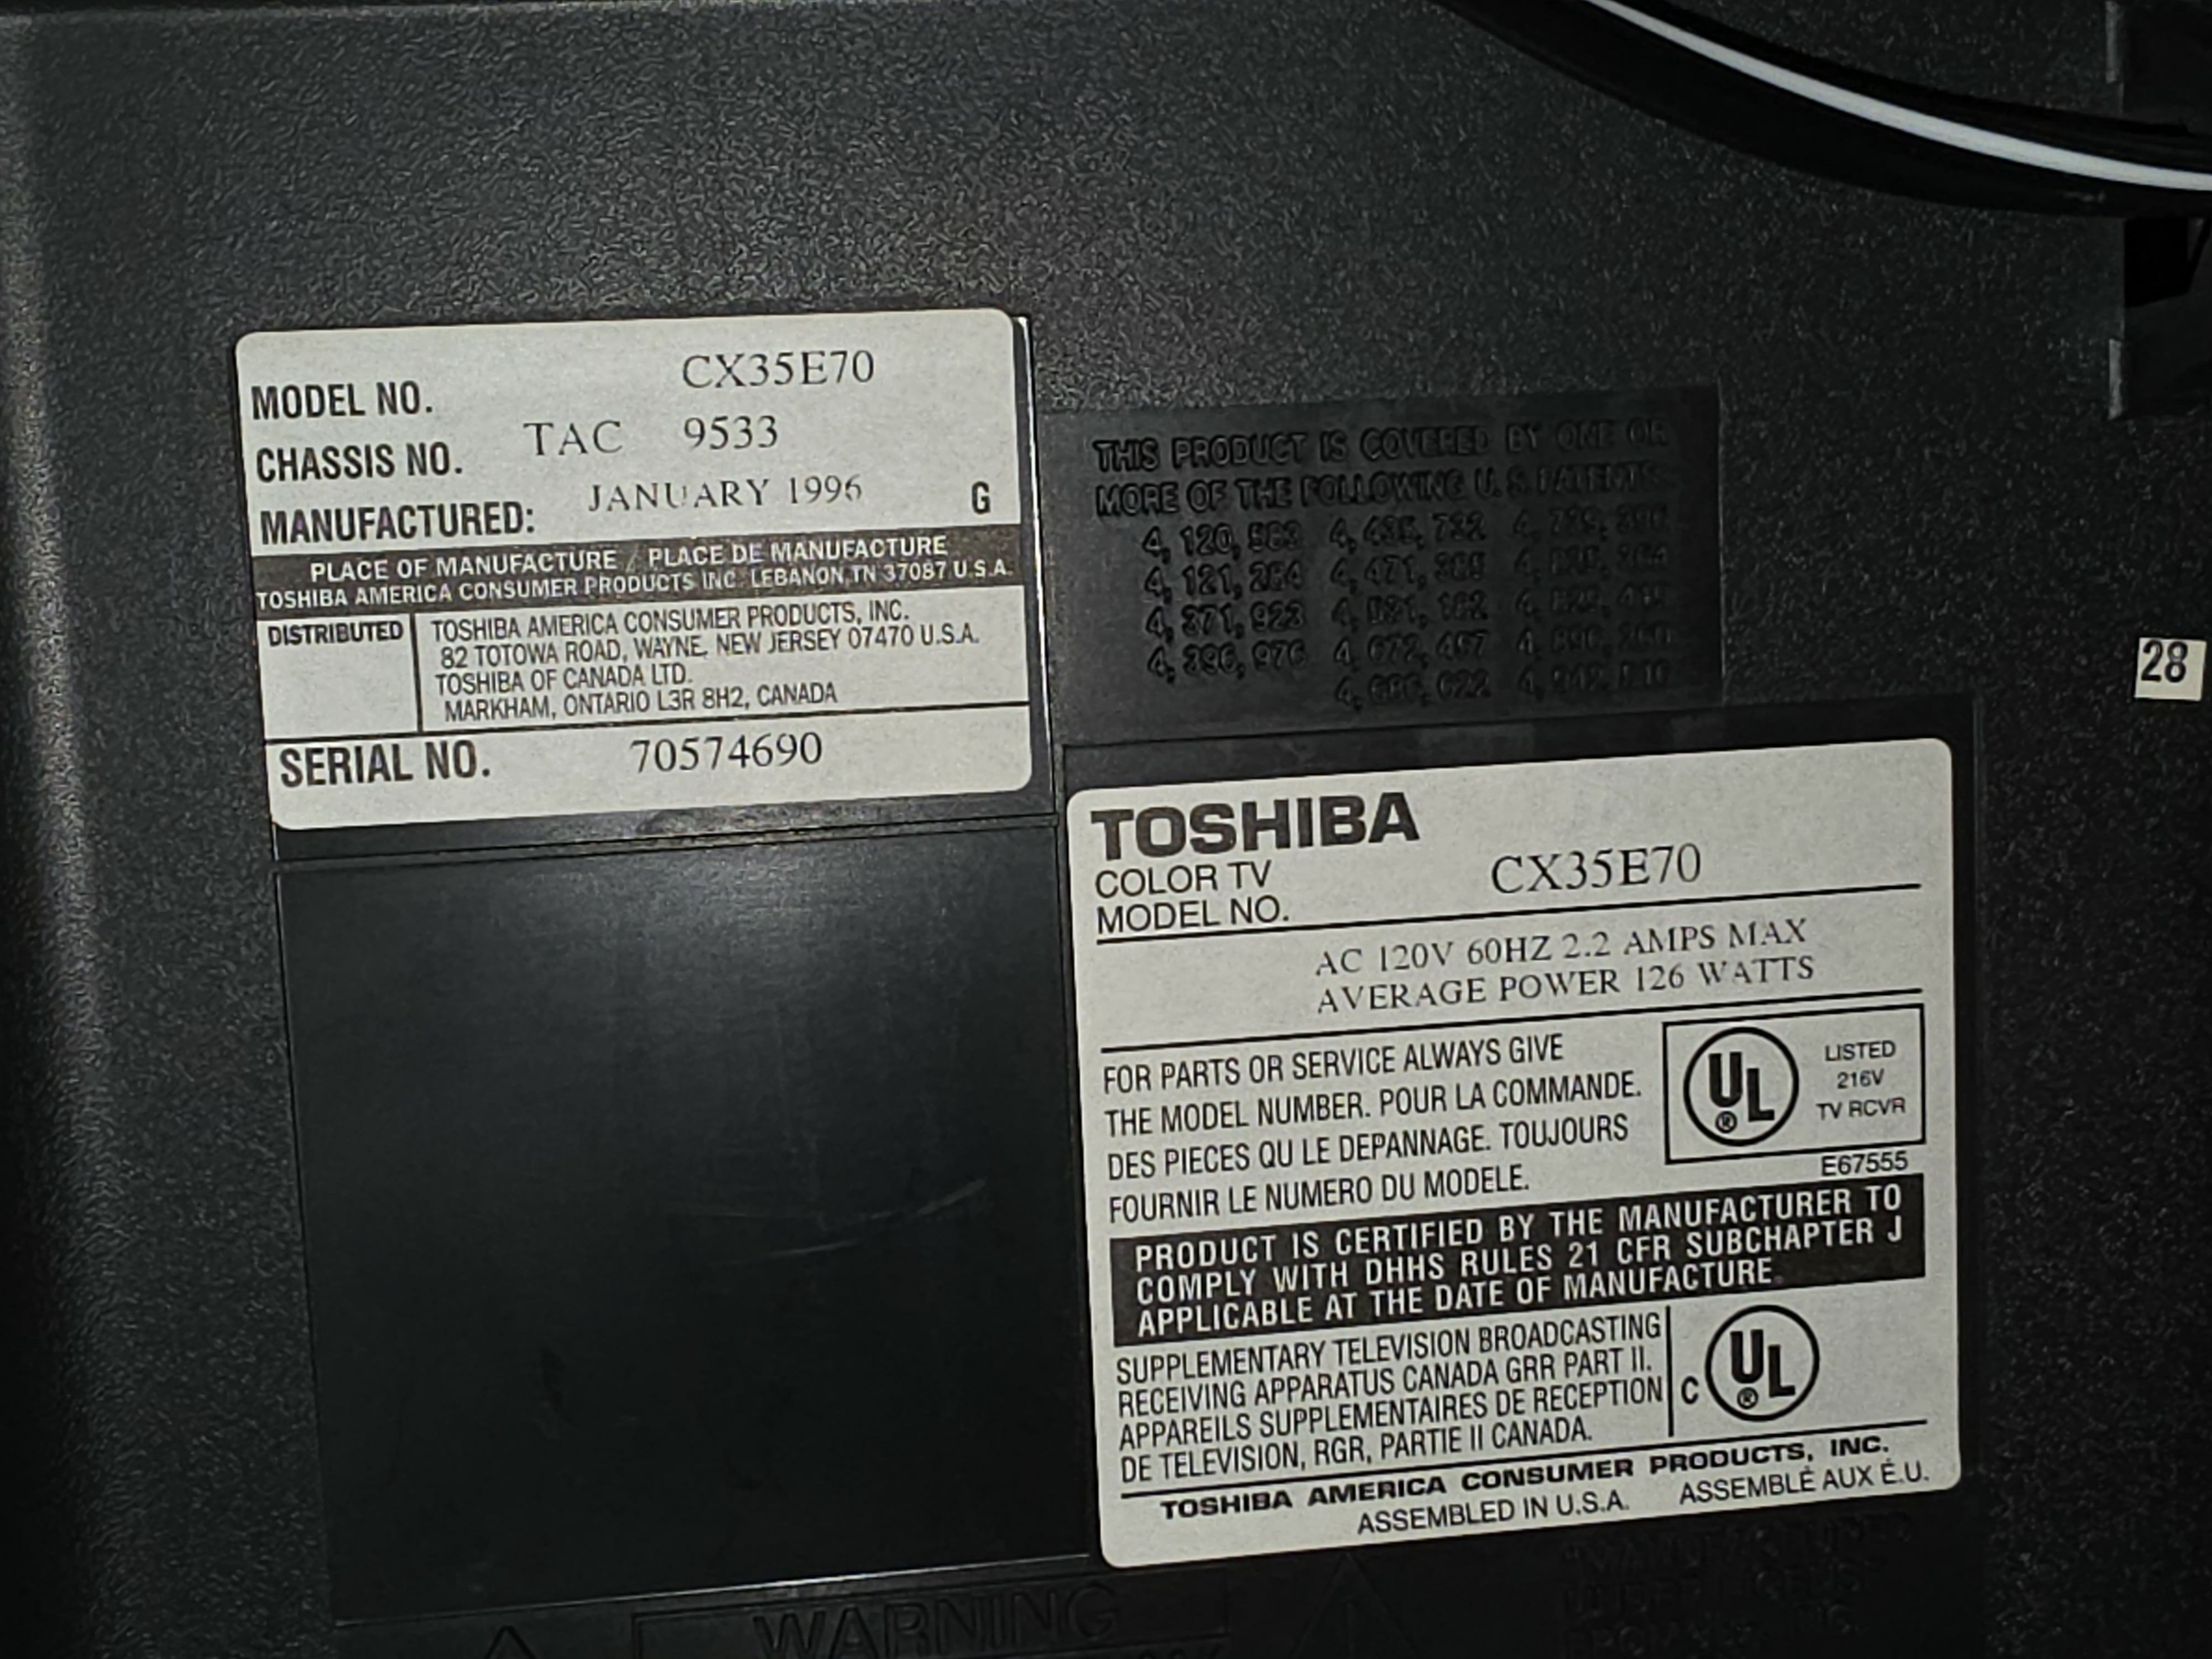 MODEL NO. CX35E70
CHASSIS NO. TAC 9533
MANUFACTURED: JANUARY 1996 G
PLACE OF MANUFACTURE / PLACE DE MANUFACTURE
TOSHIBA AMERICA CONSUMER PRODUCTS INC. LEBANON, TN 37087 U.S.A.
DISTRIBUTED
TOSHIBA AMERICA CONSUMER PRODUCTS, INC.
82 TOTOWA ROAD, WAYNE, NEW JERSEY 07470 U.S.A.
TOSHIBA OF CANADA LTD.
MARKHAM, ONTARIO L3R 8H2, CANADA
SERIAL NO. 70574690
THIS PRODUCT IS COVERED BY ONE OR
MORE OF THE FOLLOWING U.S. PATENTS
4,120,583
4,371,923
28
TOSHIBA
COLOR TV
MODEL NO. CX35E70
AC 120V 60HZ 2.2 AMPS MAX
AVERAGE POWER 126 WATTS
FOR PARTS OR SERVICE ALWAYS GIVE
THE MODEL NUMBER. POUR LA COMMANDE.
DES PIECES QU LE DEPANNAGE. TOUJOURS
FOURNIR LE NUMERO DU MODELE.
UL ®
LISTED
216V
TV RCVR
E67555
PRODUCT IS CERTIFIED BY THE MANUFACTURER TO
COMPLY WITH DHHS RULES 21 CFR SUBCHAPTER J
APPLICABLE AT THE DATE OF MANUFACTURE
SUPPLEMENTARY TELEVISION BROADCASTING
RECEIVING APPARATUS CANADA GRR PART II.
APPAREILS SUPPLEMENTAIRES DE RECEPTION
DE TELEVISION, RGR, PARTIE II CANADA.
C UL ®
TOSHIBA AMERICA CONSUMER PRODUCTS, INC.
ASSEMBLED IN U.S.A. ASSEMBLÉ AUX É.U.
WARNING